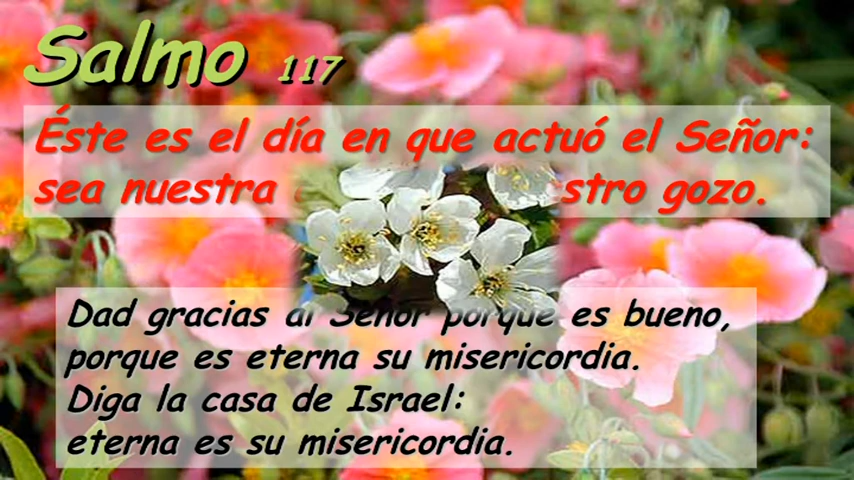 Salmo 117
Éste es el día en que actuó el Señor:
sea nuestra stro gozo.
Dad gracias al Señor porque es bueno,
porque es eterna su misericordia.
Diga la casa de Israel:
eterna es su misericordia.